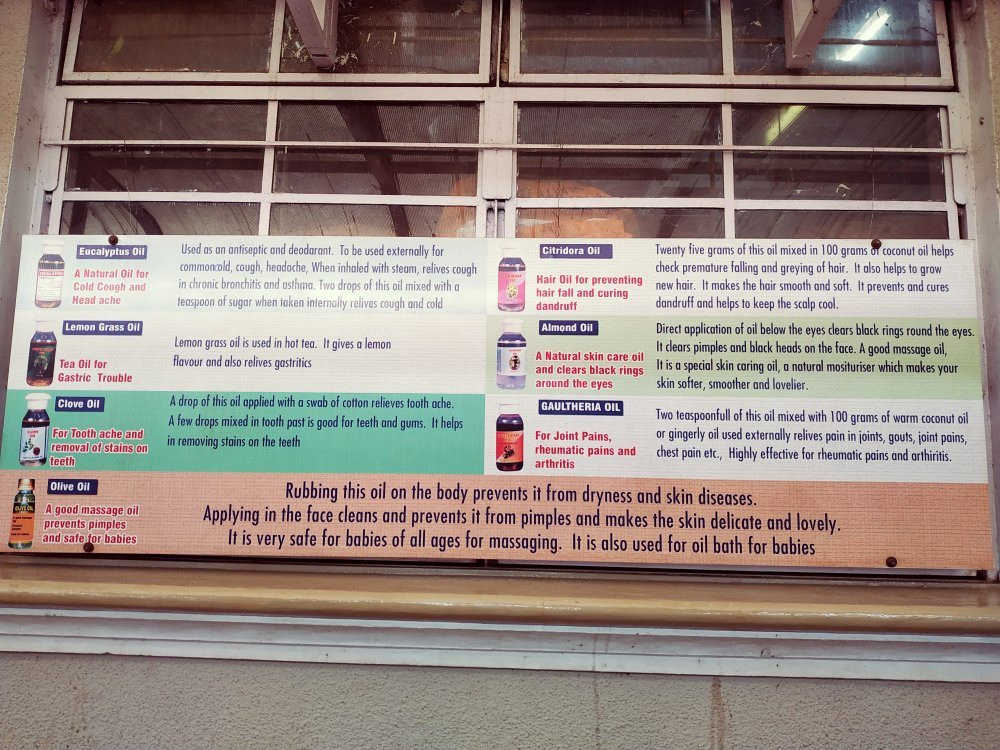 Eucalyptus Oil
A Natural Oil for
Cold Cough and
Head ache
Used as an antiseptic and deodarant. To be used externally for
commoncold, cough, headache, When inhaled with steam, relives cough
in chronic bronchitis and asthma. Two drops of this oil mixed with a
teaspoon of sugar when taken internally relives cough and cold
Lemon Grass Oil
Tea Oil for
Gastric Trouble
Lemon grass oil is used in hot tea. It gives a lemon
flavour and also relives gastritics
Clove Oil
For Tooth ache and
removal of stains on
teeth
A drop of this oil applied with a swab of cotton relieves tooth ache.
A few drops mixed in tooth past is good for teeth and gums. It helps
in removing stains on the teeth
Citridora Oil
Hair Oil for preventing
hair fall and curing
dandruff
Twenty five grams of this oil mixed in 100 grams of coconut oil helps
check premature falling and greying of hair. It also helps to grow
new hair. It makes the hair smooth and soft. It prevents and cures
dandruff and helps to keep the scalp cool.
Almond Oil
A Natural skin care oil
and clears black rings
around the eyes
Direct application of oil below the eyes clears black rings round the eyes.
It clears pimples and black heads on the face. A good massage oil,
It is a special skin caring oil, a natural mosituriser which makes your
skin softer, smoother and lovelier.
GAULTHERIA OIL
For Joint Pains,
rheumatic pains and
arthritis
Two teaspoonfull of this oil mixed with 100 grams of warm coconut oil
or gingerly oil used externally relives pain in joints, gouts, joint pains,
chest pain etc., Highly effective for rheumatic pains and arthiritis.
Olive Oil
A good massage oil
prevents pimples
and safe for babies
OLIVE OIL
Rubbing this oil on the body prevents it from dryness and skin diseases.
Applying in the face cleans and prevents it from pimples and makes the skin delicate and lovely.
It is very safe for babies of all ages for massaging. It is also used for oil bath for babies